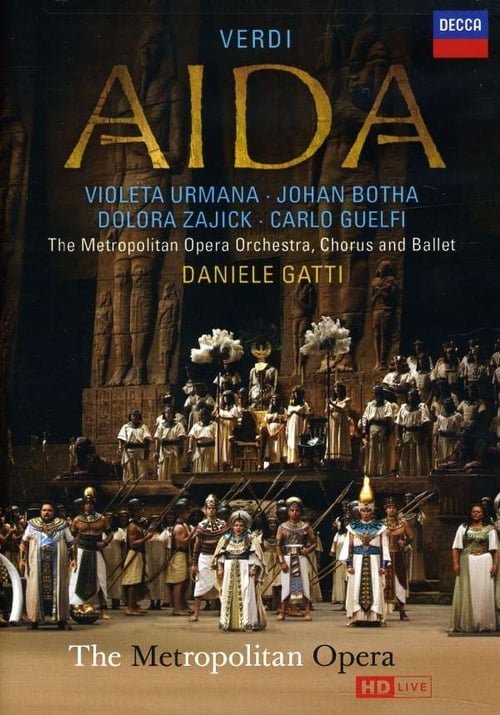 DECCA
VERDI
AIDA
VIOLETA URMANA · JOHAN BOTHA
DOLORA ZAJICK · CARLO GUELFI
The Metropolitan Opera Orchestra, Chorus and Ballet
DANIELE GATTI
The Metropolitan Opera
HD LIVE